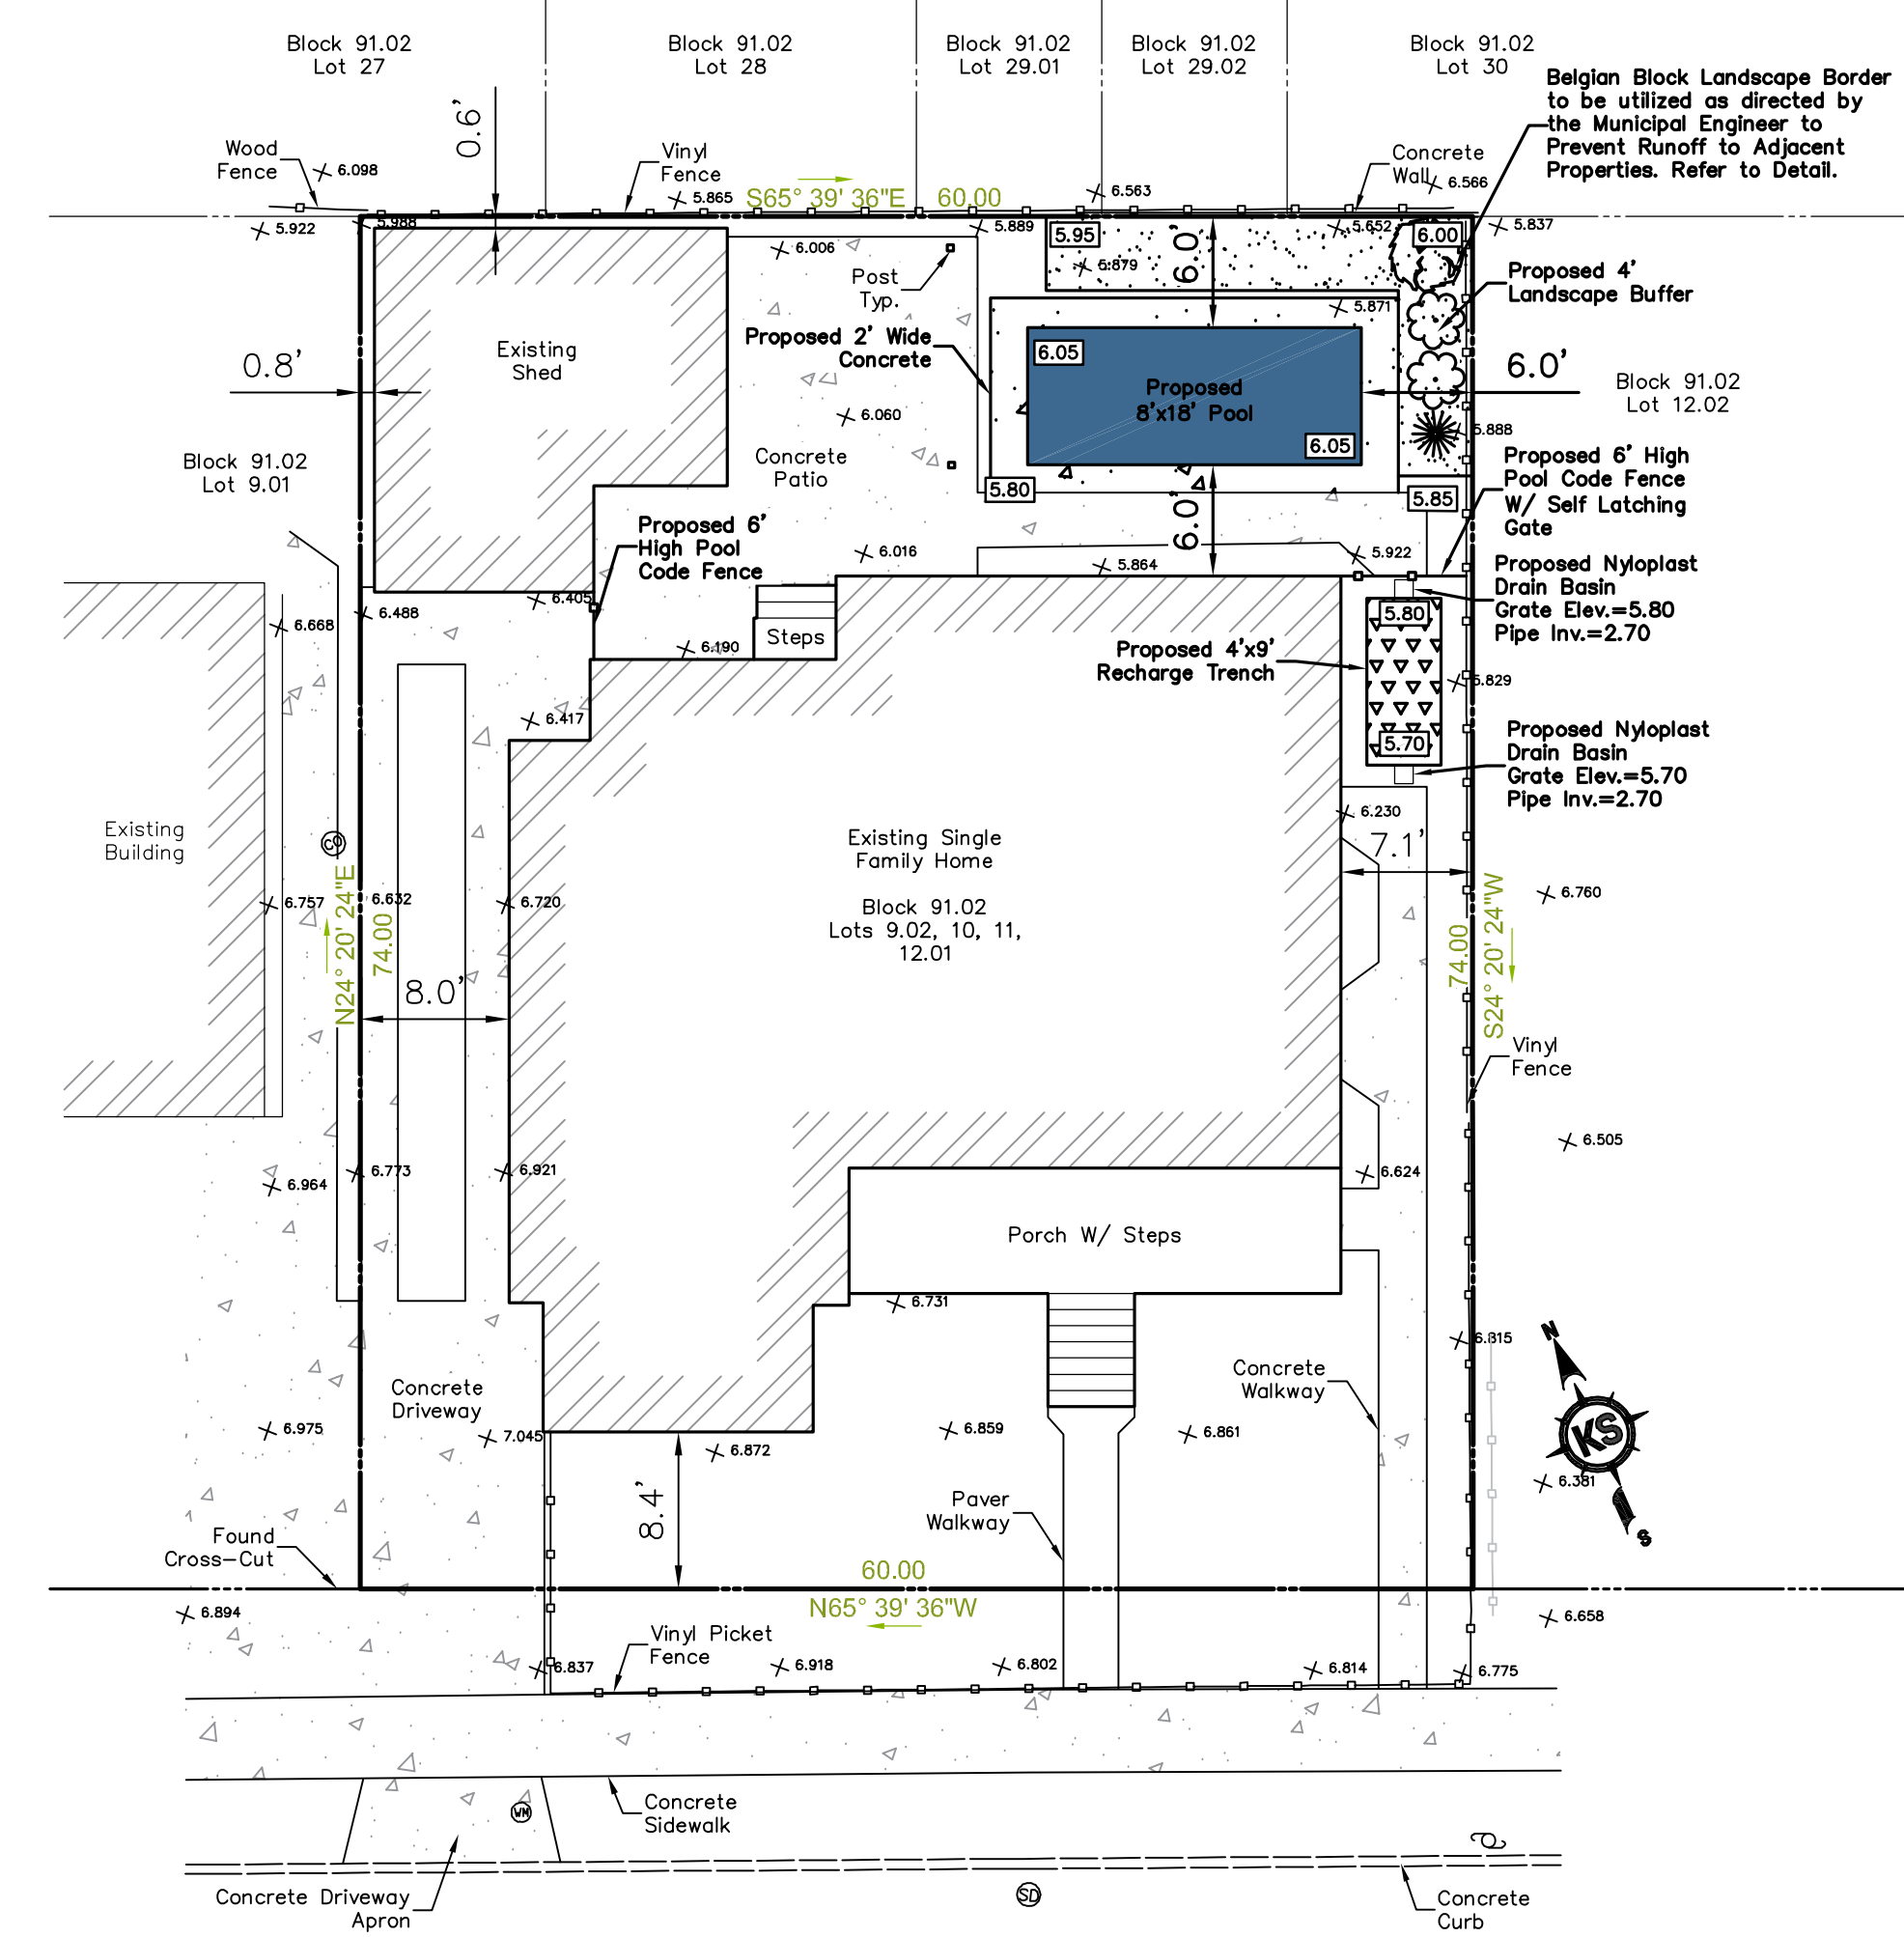 Block 91.02
Lot 27
Block 91.02
Lot 28
Block 91.02
Lot 29.01
Block 91.02
Lot 29.02
Block 91.02
Lot 30
Belgian Block Landscape Border
to be utilized as directed by
the Municipal Engineer to
Prevent Runoff to Adjacent
Properties. Refer to Detail.
0.6'
Wood
Fence
6.098
Vinyl
Fence
5.865
S65° 39' 36"E 60.00
6.563
Concrete
Wall
6.566
5.922
5.988
6.006
5.889
5.95
5.879
6.0'
5.652
6.00
5.837
Post
Typ.
Proposed 4'
Landscape Buffer
5.871
Proposed 2' Wide
Concrete
6.05
Existing
Shed
0.8'
Proposed
8'x18' Pool
6.0'
Block 91.02
Lot 12.02
6.060
6.05
5.888
Concrete
Patio
Block 91.02
Lot 9.01
5.80
5.85
Proposed 6' High
Pool Code Fence
W/ Self Latching
Gate
Proposed 6'
High Pool
Code Fence
6.016
6.0'
5.864
5.922
Proposed Nyloplast
Drain Basin
Grate Elev.=5.80
Pipe Inv.=2.70
6.405
6.488
6.668
6.190
Steps
5.80
Proposed 4'x9'
Recharge Trench
5.829
6.417
5.70
Proposed Nyloplast
Drain Basin
Grate Elev.=5.70
Pipe Inv.=2.70
Existing
Building
CO
6.230
7.1'
Existing Single
Family Home
Block 91.02
Lots 9.02, 10, 11,
12.01
6.757
6.632
6.720
6.760
N24° 20' 24"E
74.00
74.00
S24° 20' 24"W
8.0'
Vinyl
Fence
6.505
6.773
6.964
6.921
6.624
Porch W/ Steps
6.731
6.815
N
KS
S
Concrete
Driveway
Concrete
Walkway
6.975
7.045
6.872
6.859
6.861
6.381
8.4'
Paver
Walkway
Found
Cross-Cut
60.00
N65° 39' 36"W
6.894
6.658
Vinyl Picket
Fence
6.837
6.918
6.802
6.814
6.775
WM
Concrete
Sidewalk
Concrete Driveway
Apron
SD
Concrete
Curb